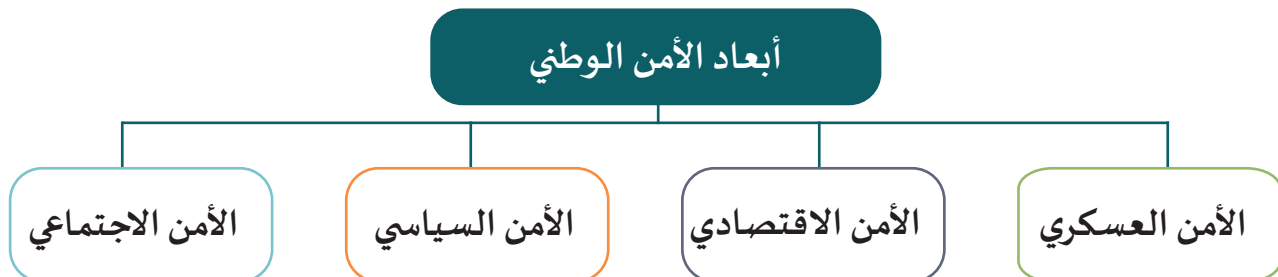 أبعاد الأمن الوطني
الأمن العسكري
الأمن الاقتصادي
الأمن السياسي
الأمن الاجتماعي